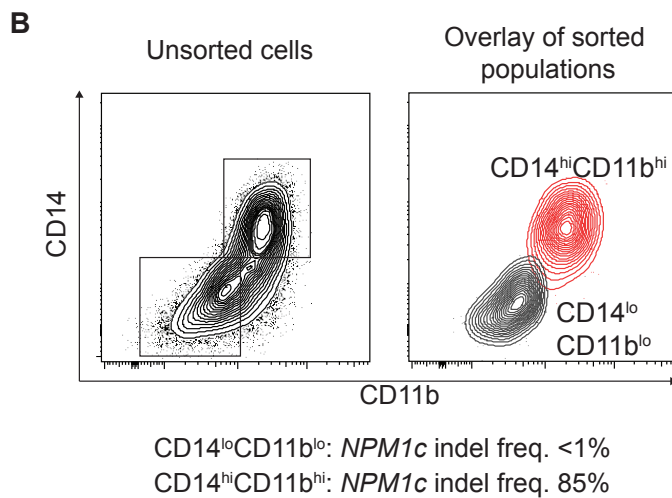 B
Unsorted cells
Overlay of sorted
populations
CD14
CD14hiCD11bhi
CD14lo
CD11blo
CD11b
CD14loCD11blo: NPM1c indel freq. <1%
CD14hiCD11bhi: NPM1c indel freq. 85%